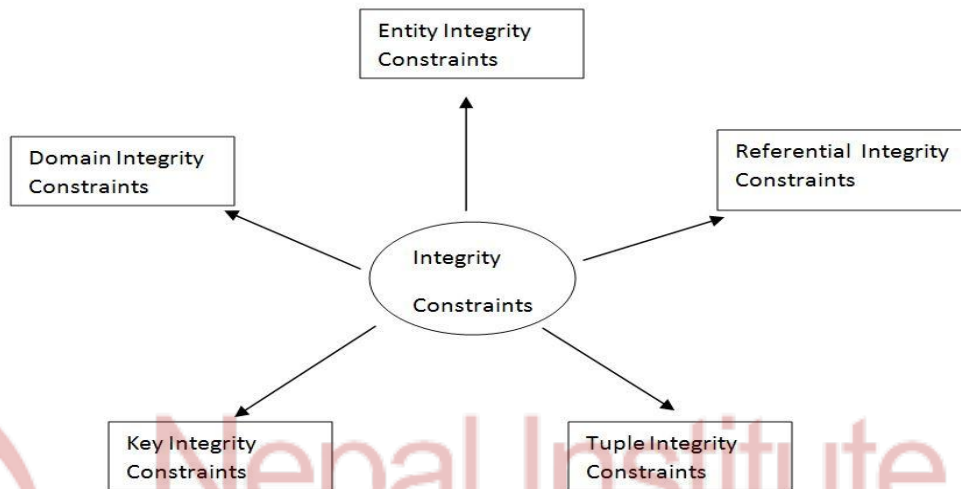 Entity Integrity
Constraints
Domain Integrity
Constraints
Referential Integrity
Constraints
Integrity
Constraints
Key Integrity
Constraints
Tuple Integrity
Constraints
Nepal Institute